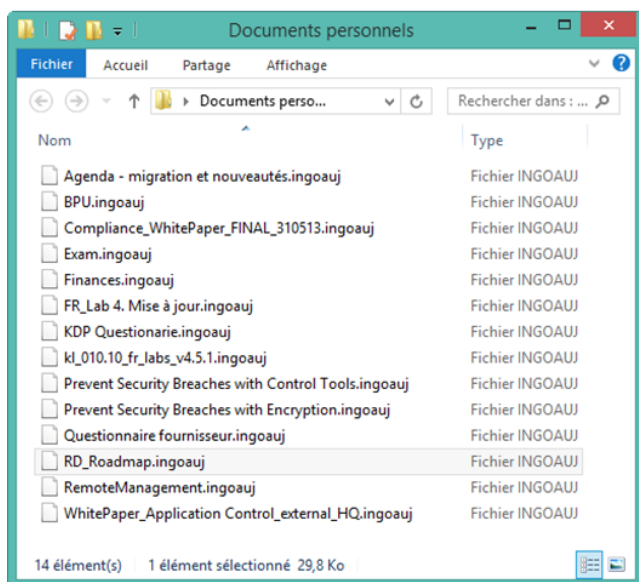 Documents personnels
Fichier Accueil Partage Affichage
Documents perso... Rechercher dans : ...
Nom Type
Agenda - migration et nouveautés.ingoauj Fichier INGOAUJ
BPU.ingoauj Fichier INGOAUJ
Compliance_WhitePaper_FINAL_310513.ingoauj Fichier INGOAUJ
Exam.ingoauj Fichier INGOAUJ
Finances.ingoauj Fichier INGOAUJ
FR_Lab 4. Mise à jour.ingoauj Fichier INGOAUJ
KDP Questionarie.ingoauj Fichier INGOAUJ
kl_010.10_fr_labs_v4.5.1.ingoauj Fichier INGOAUJ
Prevent Security Breaches with Control Tools.ingoauj Fichier INGOAUJ
Prevent Security Breaches with Encryption.ingoauj Fichier INGOAUJ
Questionnaire fournisseur.ingoauj Fichier INGOAUJ
RD_Roadmap.ingoauj Fichier INGOAUJ
RemoteManagement.ingoauj Fichier INGOAUJ
WhitePaper_Application Control_external_HQ.ingoauj Fichier INGOAUJ
14 élément(s) 1 élément sélectionné 29,8 Ko